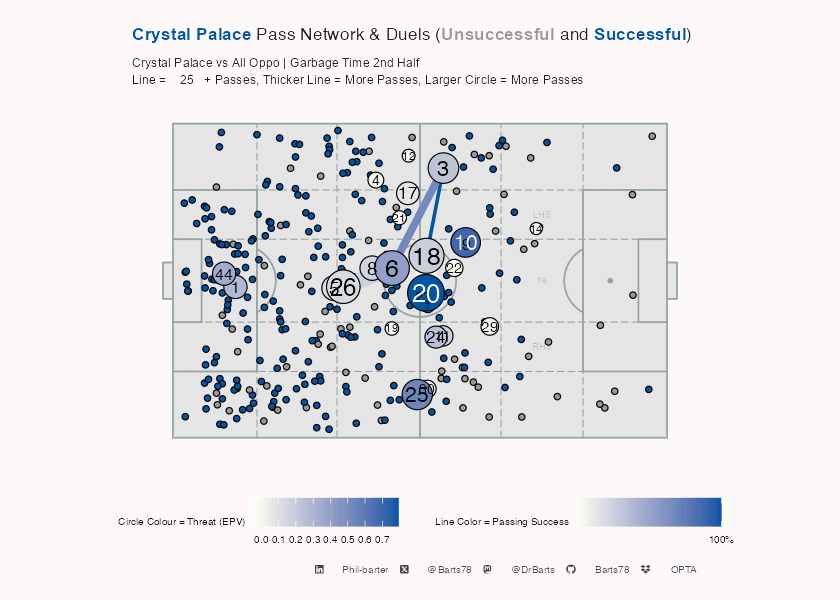 Crystal Palace Pass Network & Duels (Unsuccessful and Successful)
Crystal Palace vs All Oppo | Garbage Time 2nd Half
Line = 25 + Passes, Thicker Line = More Passes, Larger Circle = More Passes
12
3
4
17
21
LHS
14
10
18
8
6
22
44
1
26
14
20
19
29
24
RHS
25
Circle Colour = Threat (EPV)
0.0 0.1 0.2 0.3 0.4 0.5 0.6 0.7
Line Color = Passing Success
100%
Phil-barter @Barts78 @DrBarts Barts78 OPTA